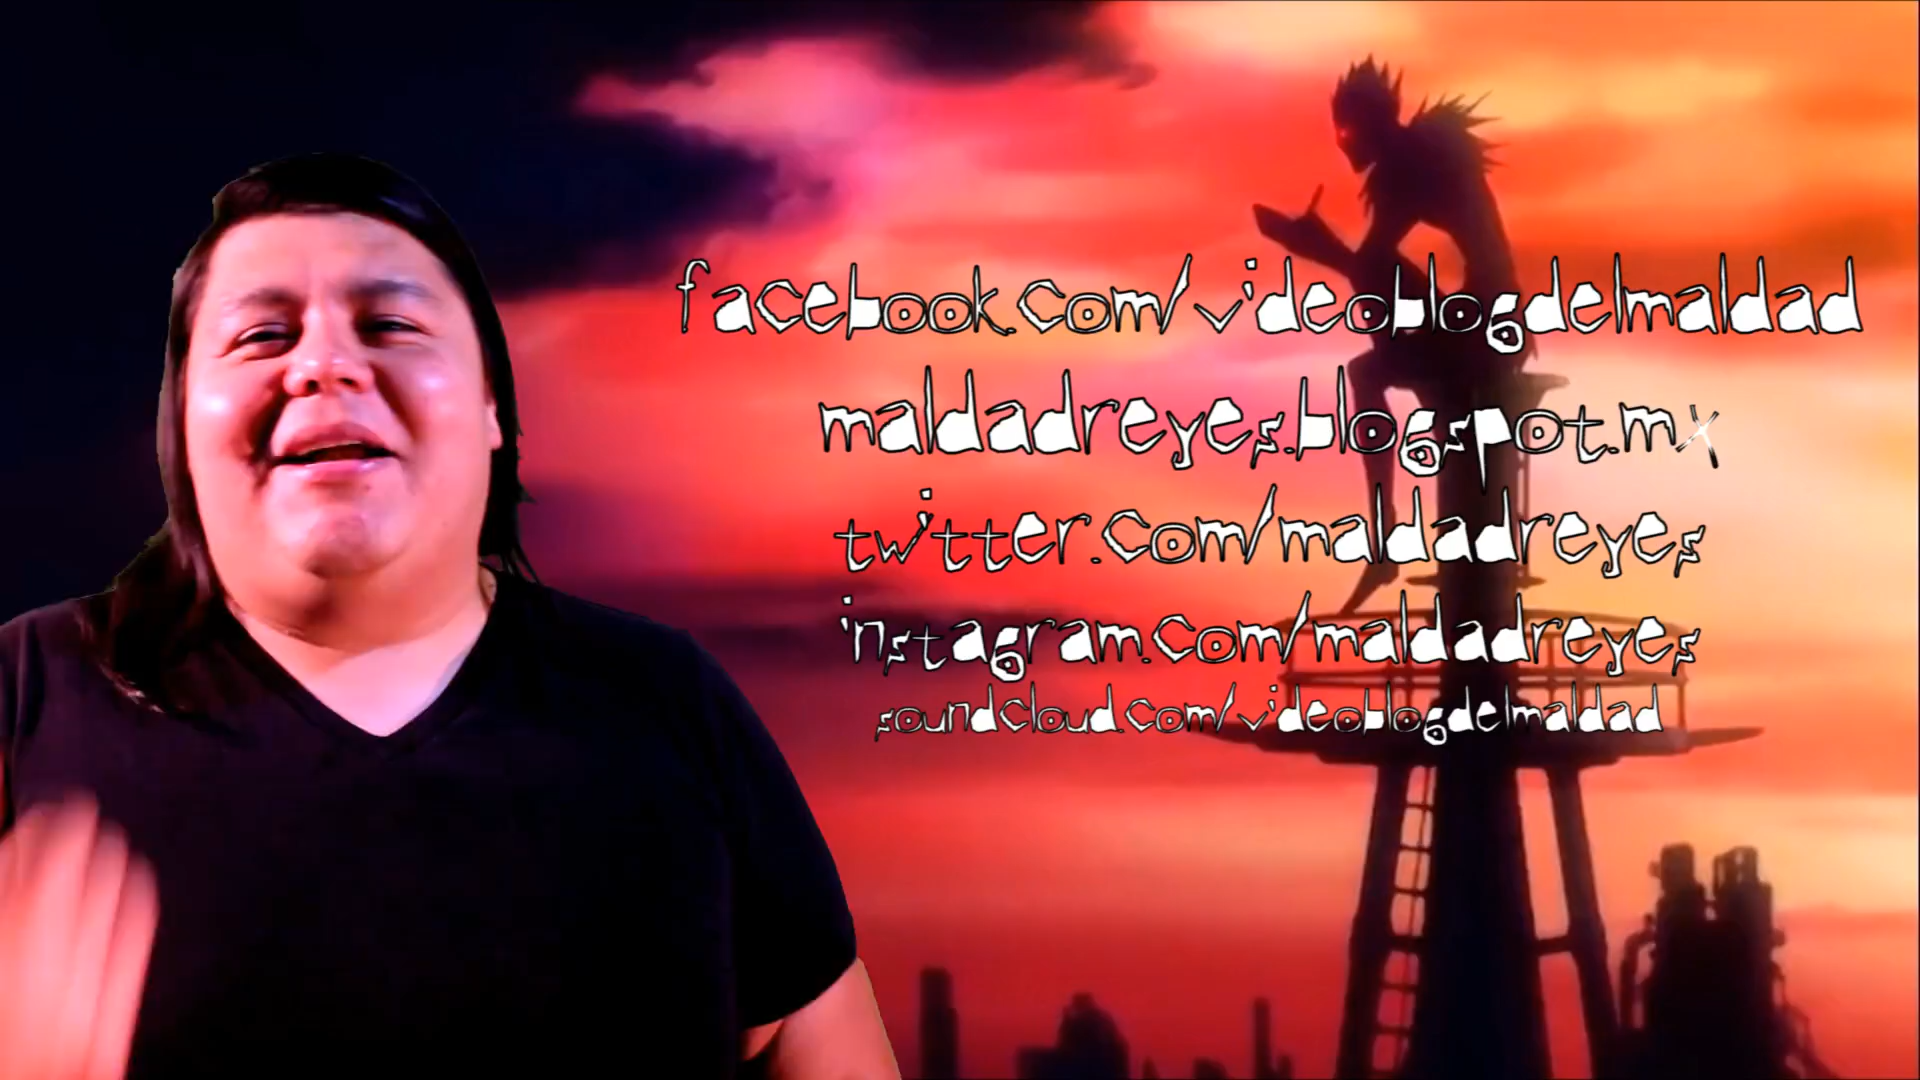 facebook.com/videoblogdelmaldad
maldadreyes.blogspot.mx
twitter.com/maldadreyes
instagram.com/maldadreyes
soundcloud.com/videoblogdelmaldad